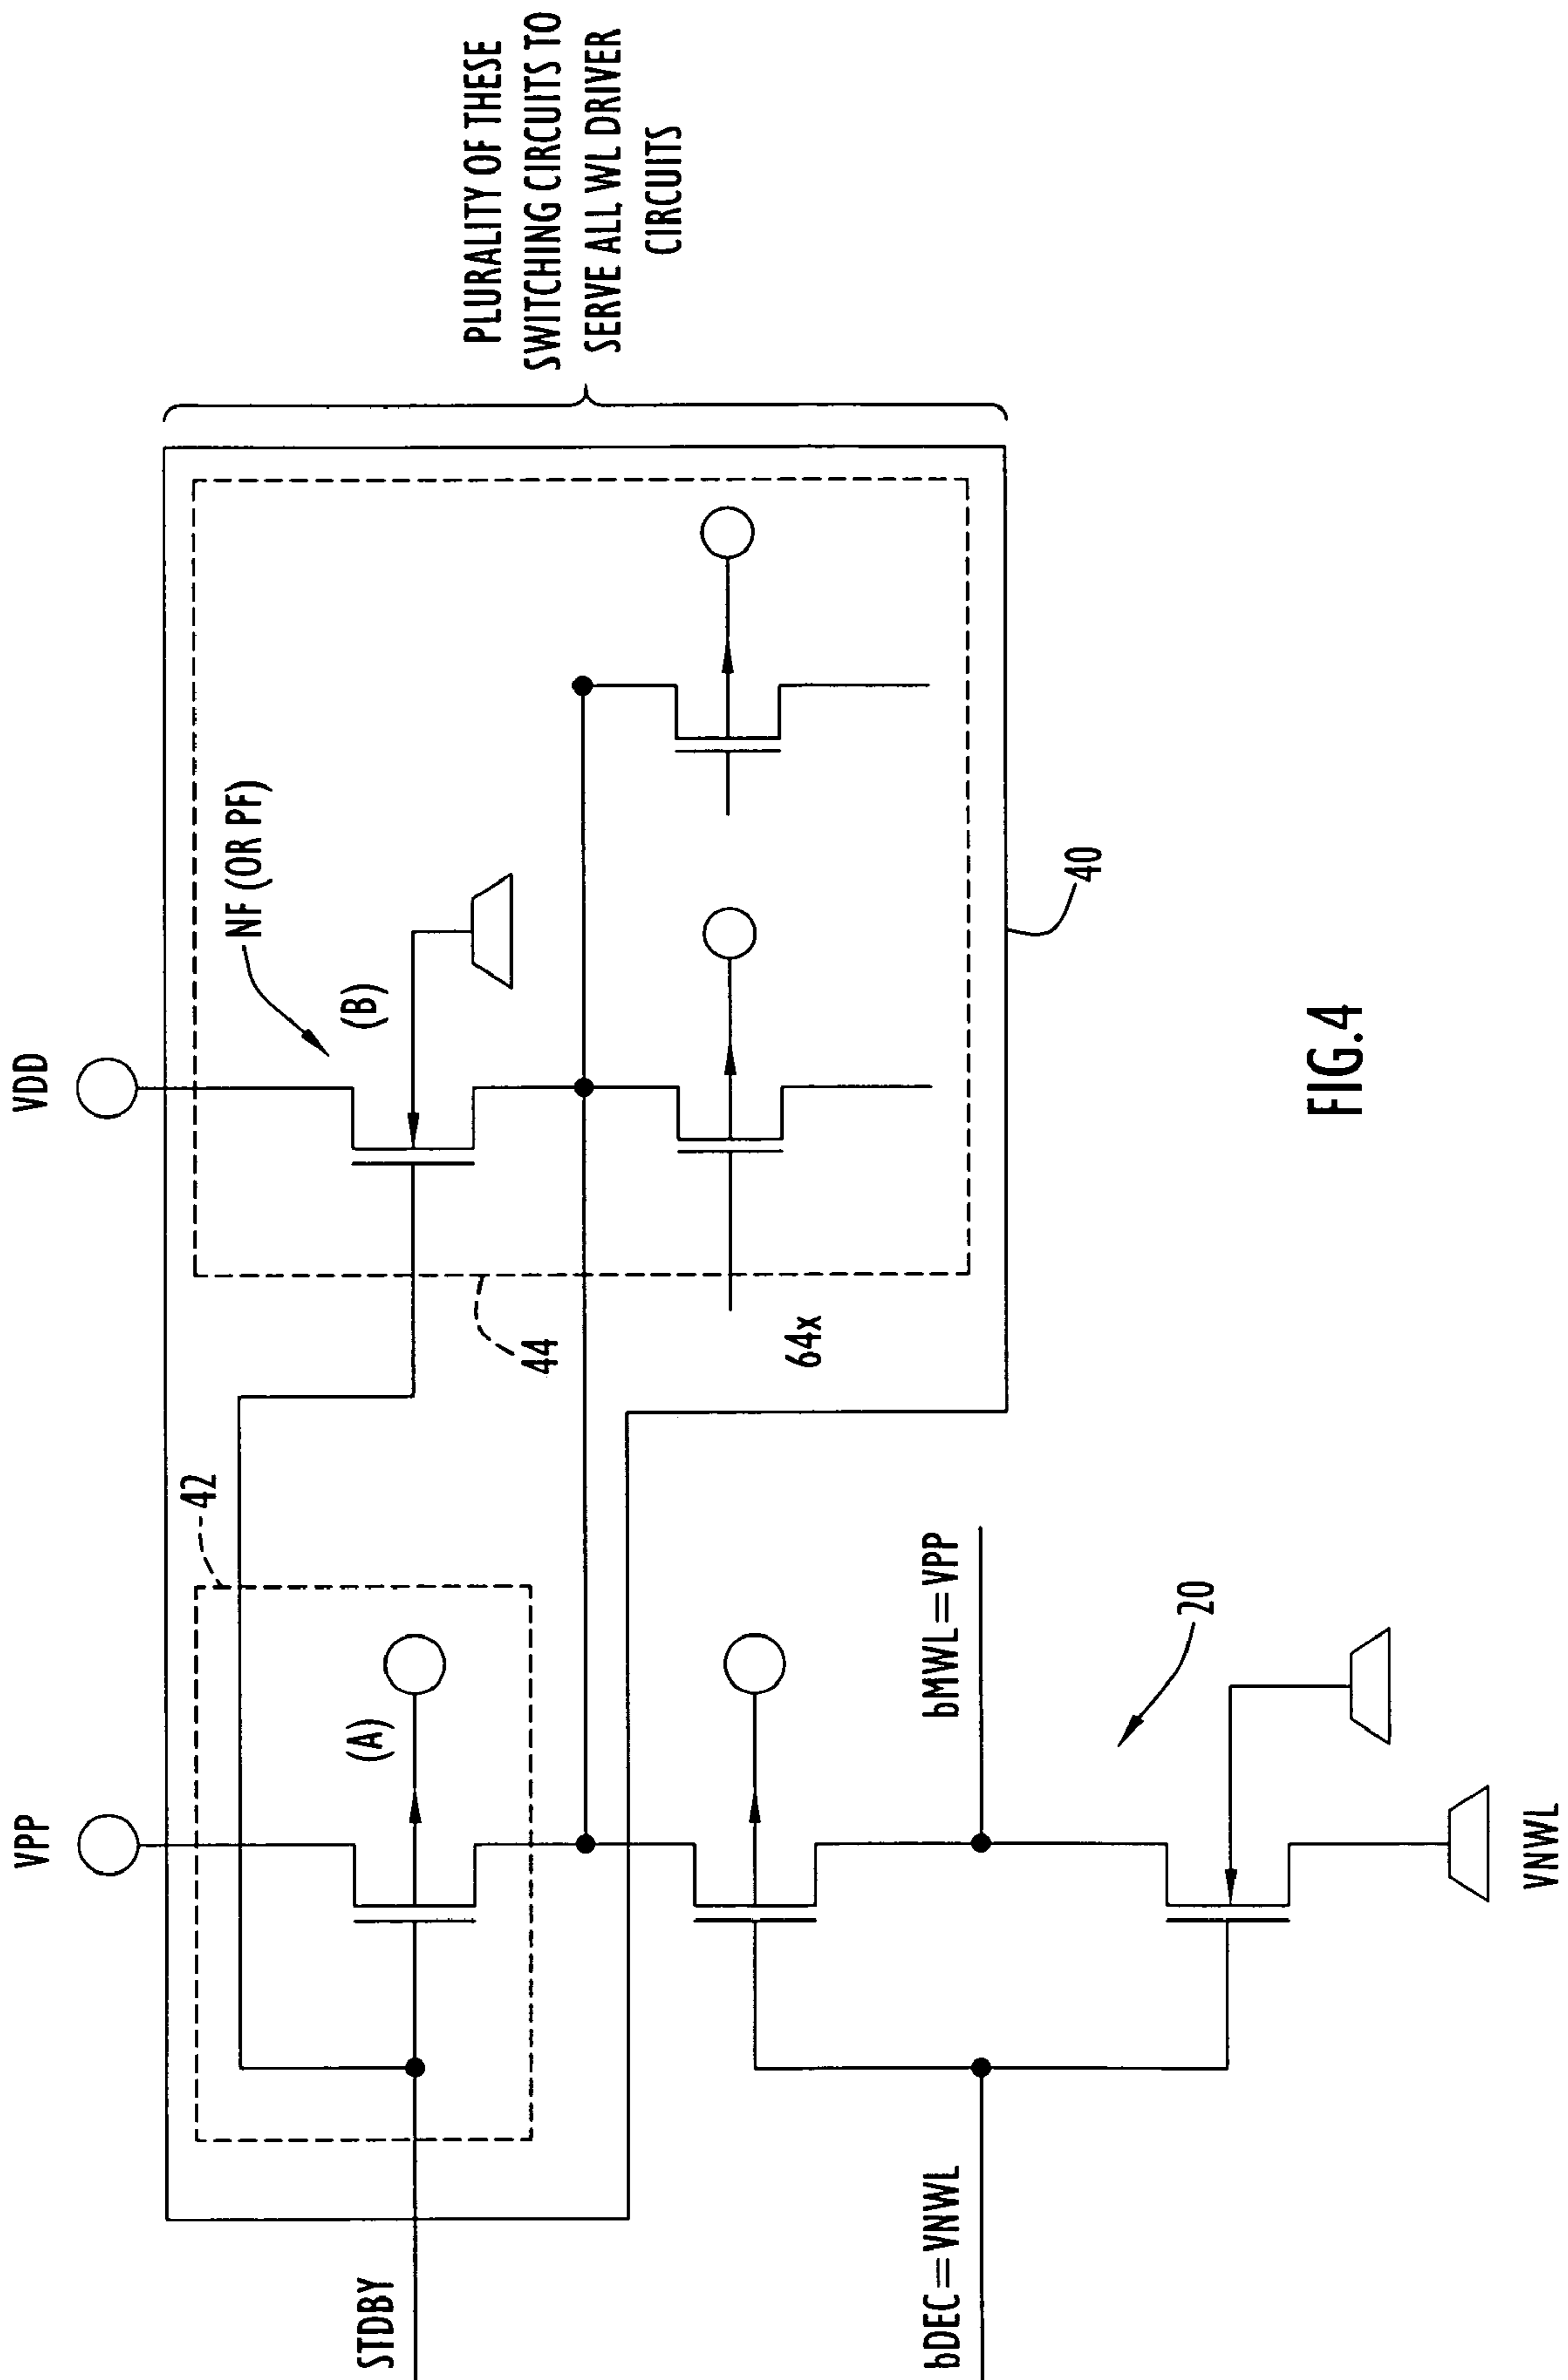 PLURALITY OF THESE
SWITCHING CIRCUITS TO
SERVE ALL WL DRIVER
CIRCUITS
VPP
VDD
42
NF (OR PF)
(A)
(B)
STDBY
44
64x
40
bDEC=VNWL
bMWL=VPP
20
VNWL
FIG.4